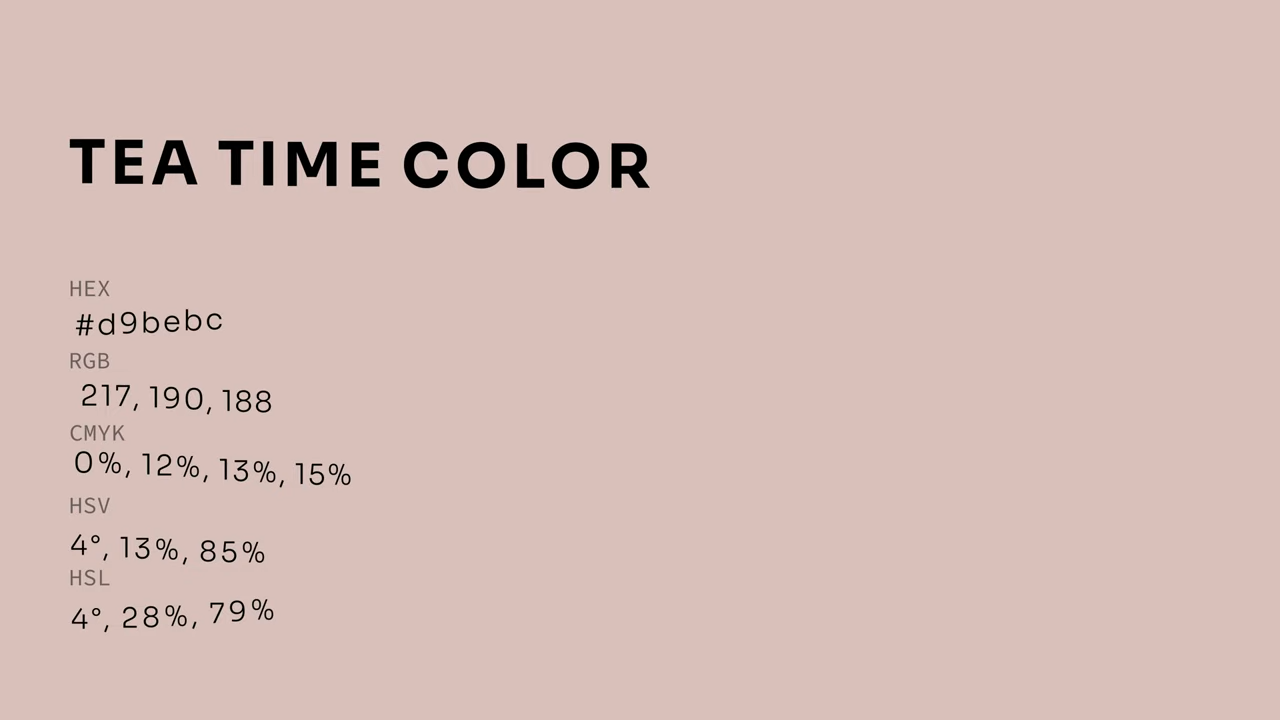 TEA TIME COLOR
HEX
#d9bebc
RGB
217, 190, 188
CMYK
0%, 12%, 13%, 15%
HSV
4°, 13%, 85%
HSL
4°, 28%, 79%